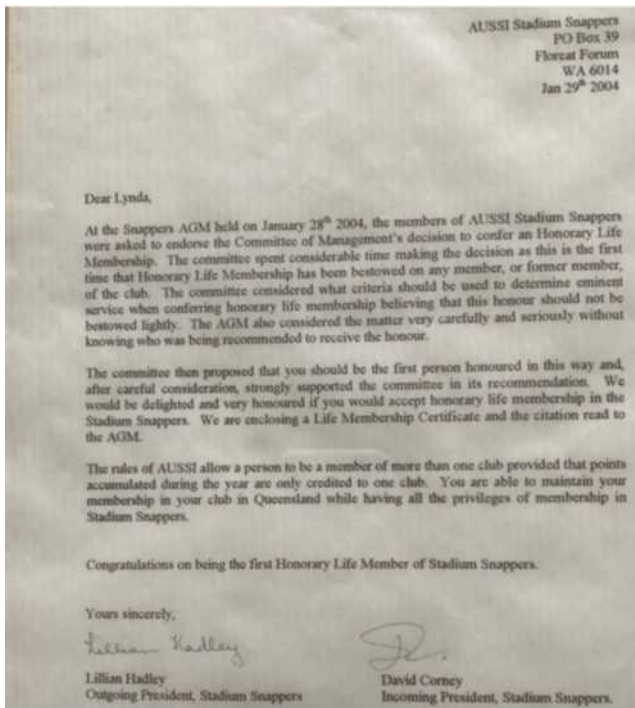 AUSSI Stadium Snappers
PO Box 39
Floreat Forum
WA 6014
Jan 29th 2004
Dear Lynda,
At the Snappers AGM held on January 28th 2004, the members of AUSSI Stadium Snappers
were asked to endorse the Committee of Management's decision to confer an Honorary Life
Membership. The committee spent considerable time making the decision as this is the first
time that Honorary Life Membership has been bestowed on any member, or former member,
of the club. The committee considered what criteria should be used to determine eminent
service when conferring honorary life membership believing that this honour should not be
bestowed lightly. The AGM also considered the matter very carefully and seriously without
knowing who was being recommended to receive the honour.
The committee then proposed that you should be the first person honoured in this way and,
after careful consideration, strongly supported the committee in its recommendation. We
would be delighted and very honoured if you would accept honorary life membership in the
Stadium Snappers. We are enclosing a Life Membership Certificate and the citation read to
the AGM.
The rules of AUSSI allow a person to be a member of more than one club provided that points
accumulated during the year are only credited to one club. You are able to maintain your
membership in your club in Queensland while having all the privileges of membership in
Stadium Snappers.
Congratulations on being the first Honorary Life Member of Stadium Snappers.
Yours sincerely,
Lillian Hadley
Lillian Hadley
Outgoing President, Stadium Snappers
David Corney
Incoming President, Stadium Snappers.